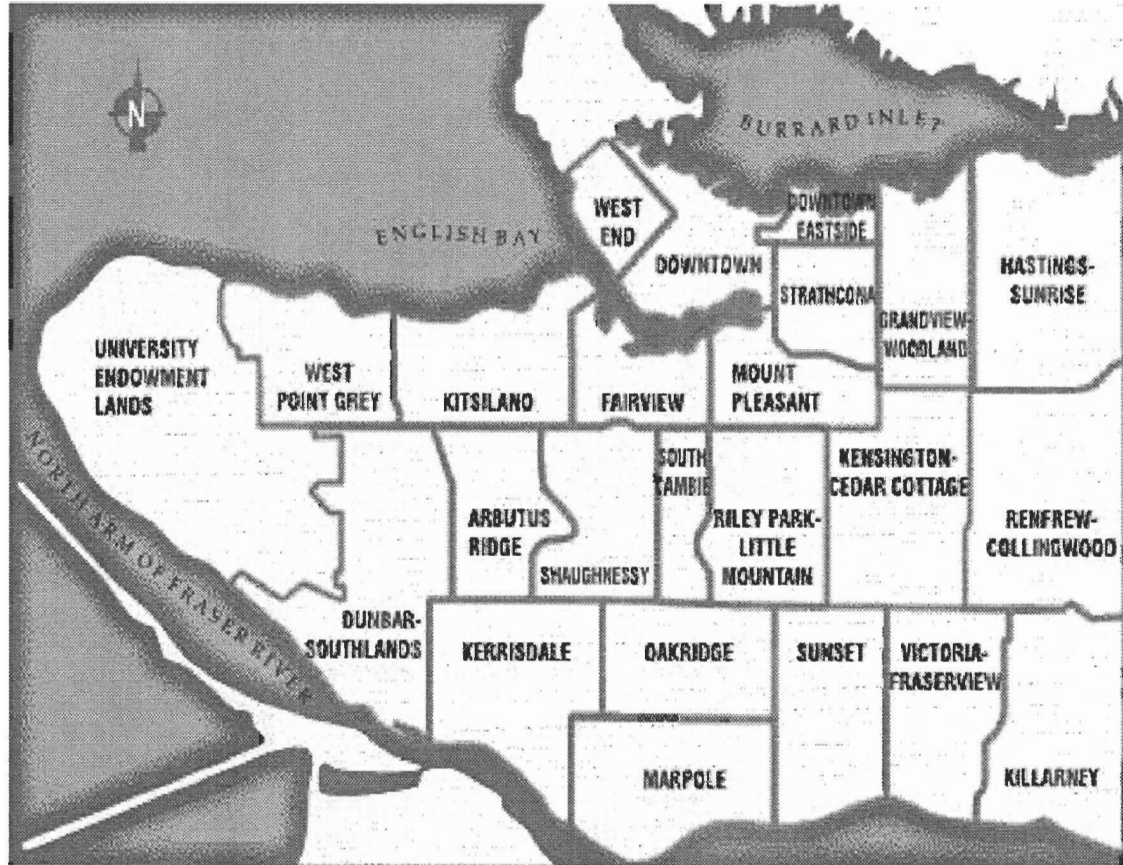 N
BURRARD INLET
ENGLISH BAY
WEST
END
DOWNTOWN
EASTSIDE
DOWNTOWN
STRATHCONA
HASTINGS-
SUNRISE
GRANDVIEW-
WOODLAND
UNIVERSITY
ENDOWMENT
LANDS
WEST
POINT GREY
KITSILANO
FAIRVIEW
MOUNT
PLEASANT
NORTH ARM OF FRASER RIVER
SOUTH
CAMBIE
KENSINGTON-
CEDAR COTTAGE
ARBUTUS
RIDGE
SHAUGHNESSY
RILEY PARK-
LITTLE
MOUNTAIN
RENFREW-
COLLINGWOOD
DUNBAR-
SOUTHLANDS
KERRISDALE
OAKRIDGE
SUNSET
VICTORIA-
FRASERVIEW
MARPOLE
KILLARNEY